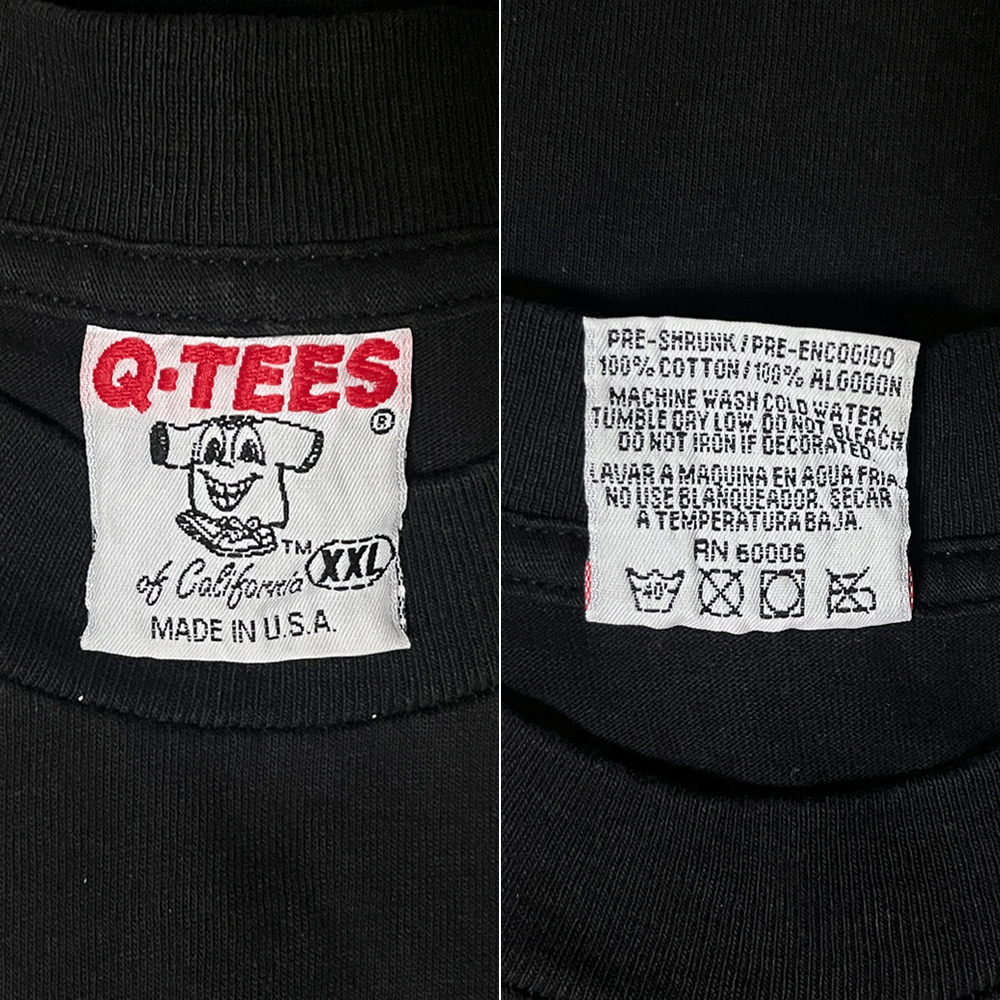 Q-TEES
®
TM
of California XXL
MADE IN U.S.A.
PRE-SHRUNK / PRE-ENCOGIDO
100% COTTON / 100% ALGODON
MACHINE WASH COLD WATER
TUMBLE DRY LOW. DO NOT BLEACH
DO NOT IRON IF DECORATED
LAVAR A MAQUINA EN AGUA FRIA
NO USE BLANQUEADOR. SECAR
A TEMPERATURA BAJA.
RN 60006
40°